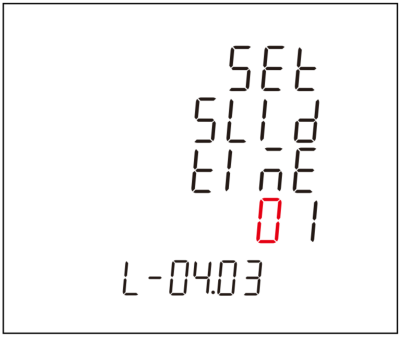 SEt
SLId
tInE
01
L-04.03